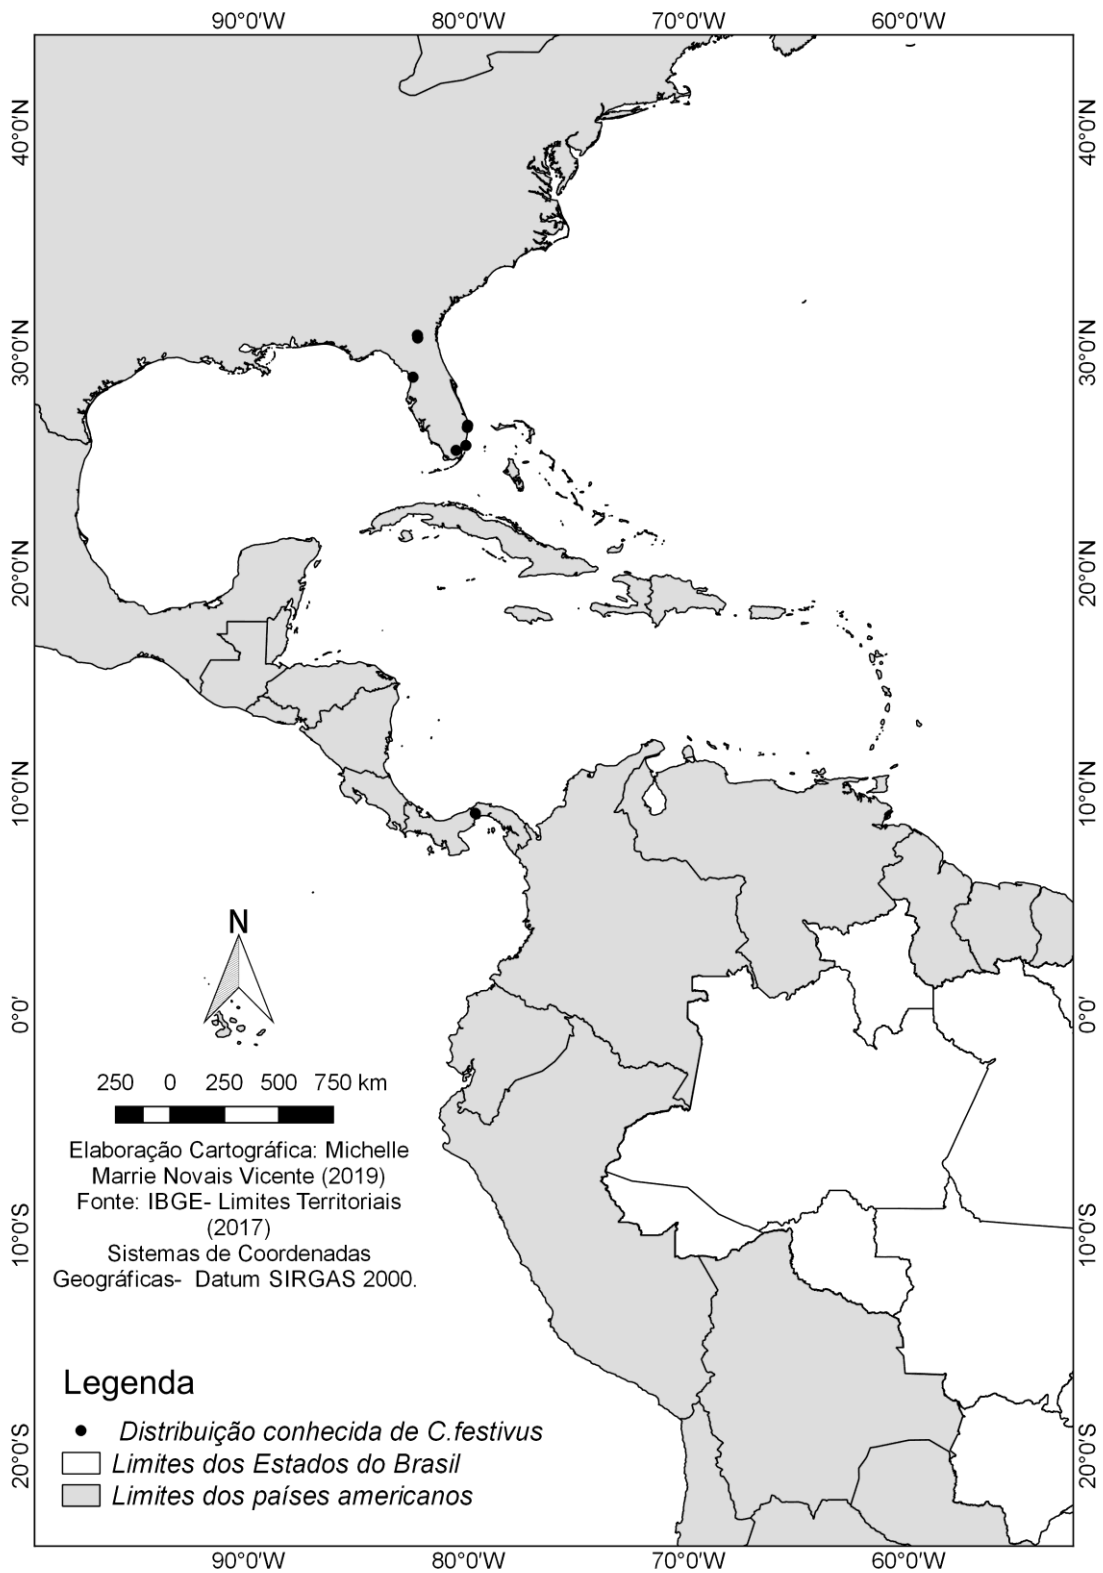 90°0'W 80°0'W 70°0'W 60°0'W
40°0'N 40°0'N
30°0'N 30°0'N
20°0'N 20°0'N
10°0'N 10°0'N
N
0°0' 0°0'
250 0 250 500 750 km
Elaboração Cartográfica: Michelle
Marrie Novais Vicente (2019)
Fonte: IBGE- Limites Territoriais
(2017)
Sistemas de Coordenadas
Geográficas- Datum SIRGAS 2000.
10°0'S 10°0'S
Legenda
Distribuição conhecida de C.festivus
Limites dos Estados do Brasil
Limites dos países americanos
20°0'S 20°0'S
90°0'W 80°0'W 70°0'W 60°0'W